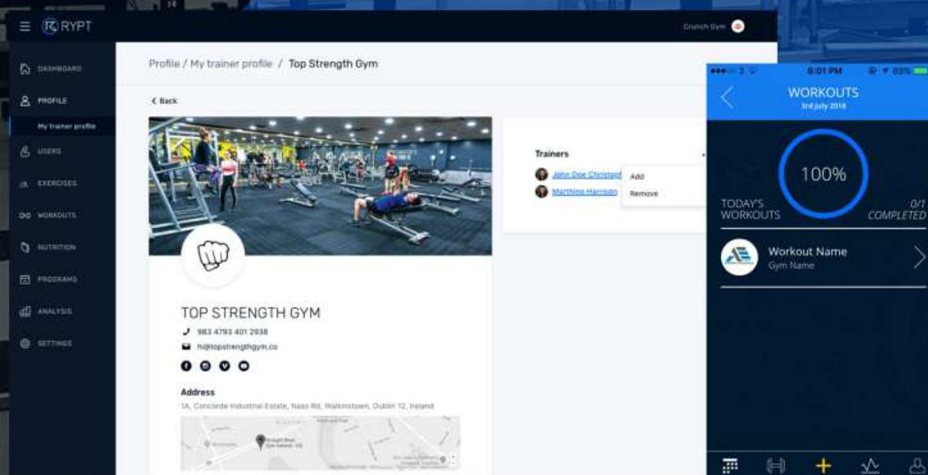 RYPT
Crunch Gym
DASHBOARD
PROFILE
My trainer profile
USERS
EXERCISES
WORKOUTS
NUTRITION
PROGRAMS
ANALYSIS
SETTINGS
Profile / My trainer profile / Top Strength Gym
< Back
TOP STRENGTH GYM
983 4793 401 2938
hi@topstrengthgym.co
Address
1A, Concorde Industrial Estate, Naas Rd, Walkinstown, Dublin 12, Ireland
Trainers
John Doe Christoph
Marthino Harrison
Add
Remove
3
6:01 PM
89%
WORKOUTS
3rd July 2018
100%
TODAY'S
WORKOUTS
0/1
COMPLETED
Workout Name
Gym Name